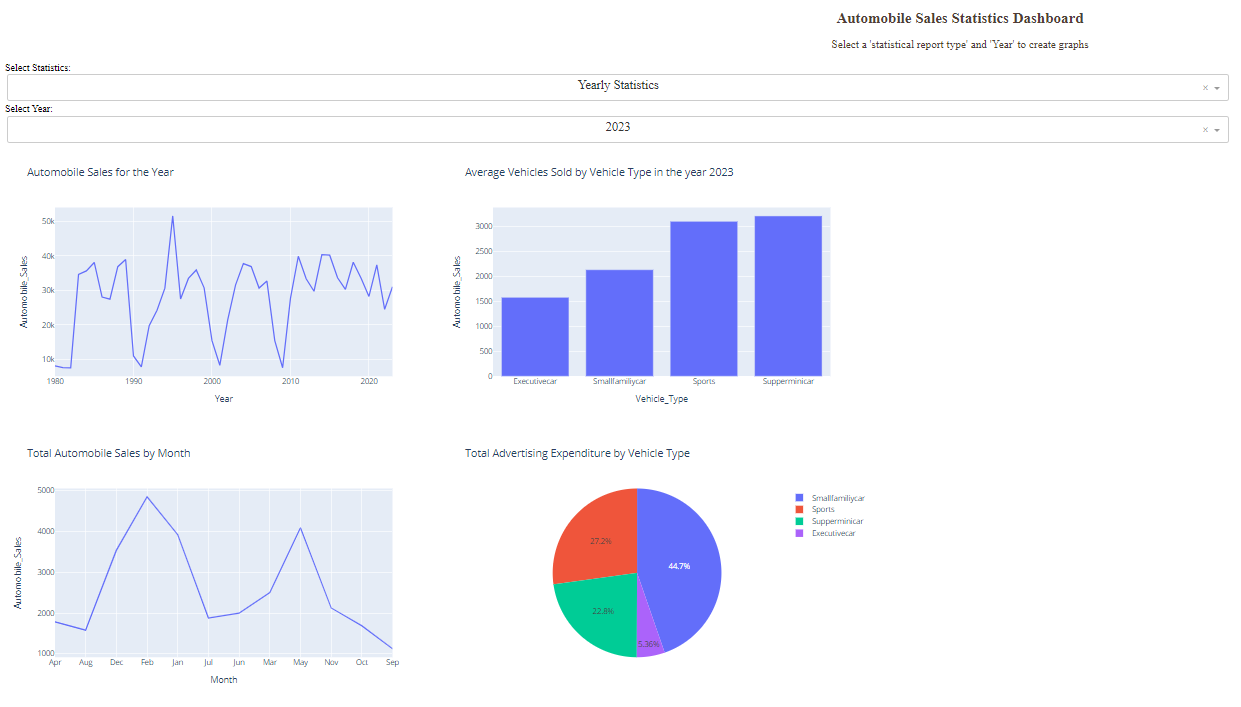 Automobile Sales Statistics Dashboard
Select a 'statistical report type' and 'Year' to create graphs
Select Statistics:
Yearly Statistics
× 
Select Year:
2023
×
Automobile Sales for the Year
50k
40k
30k
20k
10k
Automobile_Sales
1980 1990 2000 2010 2020
Year
Average Vehicles Sold by Vehicle Type in the year 2023
3000
2500
2000
1500
1000
500
0
Automobile_Sales
Executivecar Smallfamiliycar Sports Supperminicar
Vehicle_Type
Total Automobile Sales by Month
5000
4000
3000
2000
1000
Automobile_Sales
Apr Aug Dec Feb Jan Jul Jun Mar May Nov Oct Sep
Month
Total Advertising Expenditure by Vehicle Type
27.2%
44.7%
22.8%
5.36%
Smallfamiliycar
Sports
Supperminicar
Executivecar